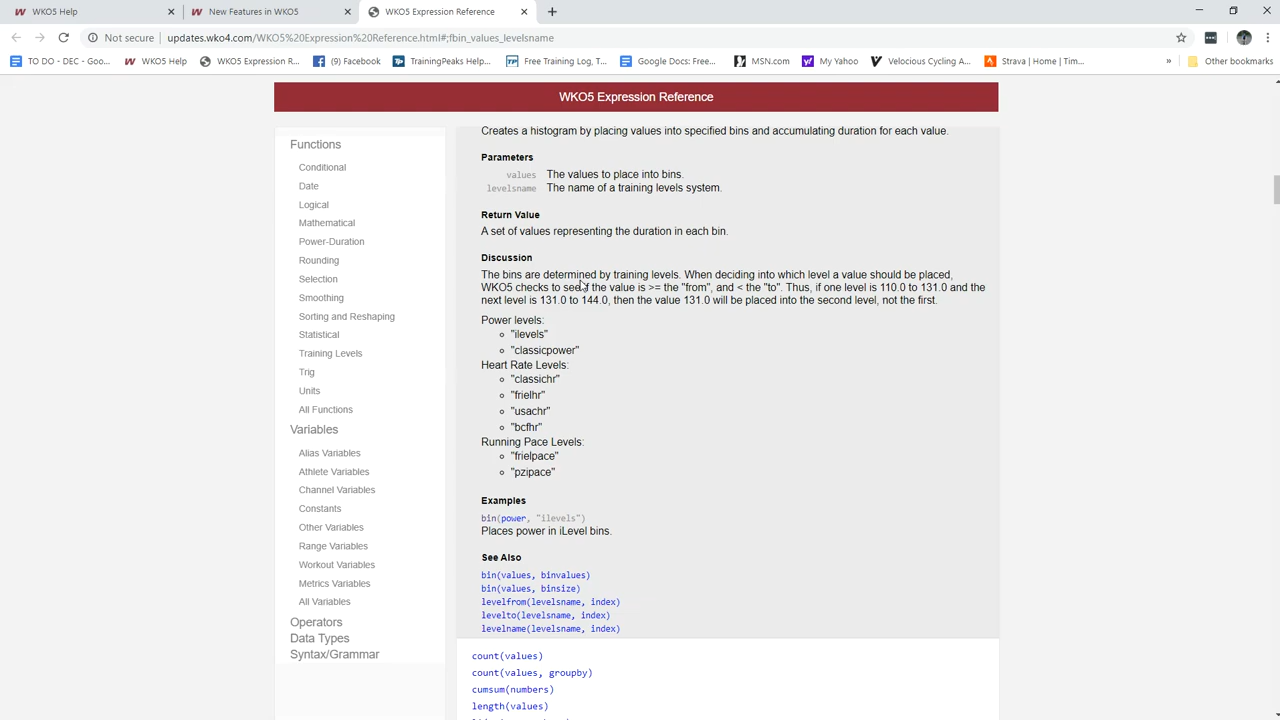 WKO5 Help
New Features in WKO5
WKO5 Expression Reference
Not secure
updates.wko4.com/WKO5%20Expression%20Reference.html#;fbin_values_levelsname
TO DO - DEC - Goo...
WKO5 Help
WKO5 Expression R...
(9) Facebook
TrainingPeaks Help...
Free Training Log, T...
Google Docs: Free...
MSN.com
My Yahoo
Velocious Cycling A...
Strava | Home | Tim...
»
Other bookmarks
WKO5 Expression Reference
Functions
Conditional
Date
Logical
Mathematical
Power-Duration
Rounding
Selection
Smoothing
Sorting and Reshaping
Statistical
Training Levels
Trig
Units
All Functions
Variables
Alias Variables
Athlete Variables
Channel Variables
Constants
Other Variables
Range Variables
Workout Variables
Metrics Variables
All Variables
Operators
Data Types
Syntax/Grammar
Creates a histogram by placing values into specified bins and accumulating duration for each value.
Parameters
values The values to place into bins.
levelsname The name of a training levels system.
Return Value
A set of values representing the duration in each bin.
Discussion
The bins are determined by training levels. When deciding into which level a value should be placed,
WKO5 checks to see if the value is >= the "from", and < the "to". Thus, if one level is 110.0 to 131.0 and the
next level is 131.0 to 144.0, then the value 131.0 will be placed into the second level, not the first.
Power levels:
"ilevels"
"classicpower"
Heart Rate Levels:
"classichr"
"frielhr"
"usachr"
"bcfhr"
Running Pace Levels:
"frielpace"
"pzipace"
Examples
bin(power, "ilevels")
Places power in iLevel bins.
See Also
bin(values, binvalues)
bin(values, binsize)
levelfrom(levelsname, index)
levelto(levelsname, index)
levelname(levelsname, index)
count(values)
count(values, groupby)
cumsum(numbers)
length(values)